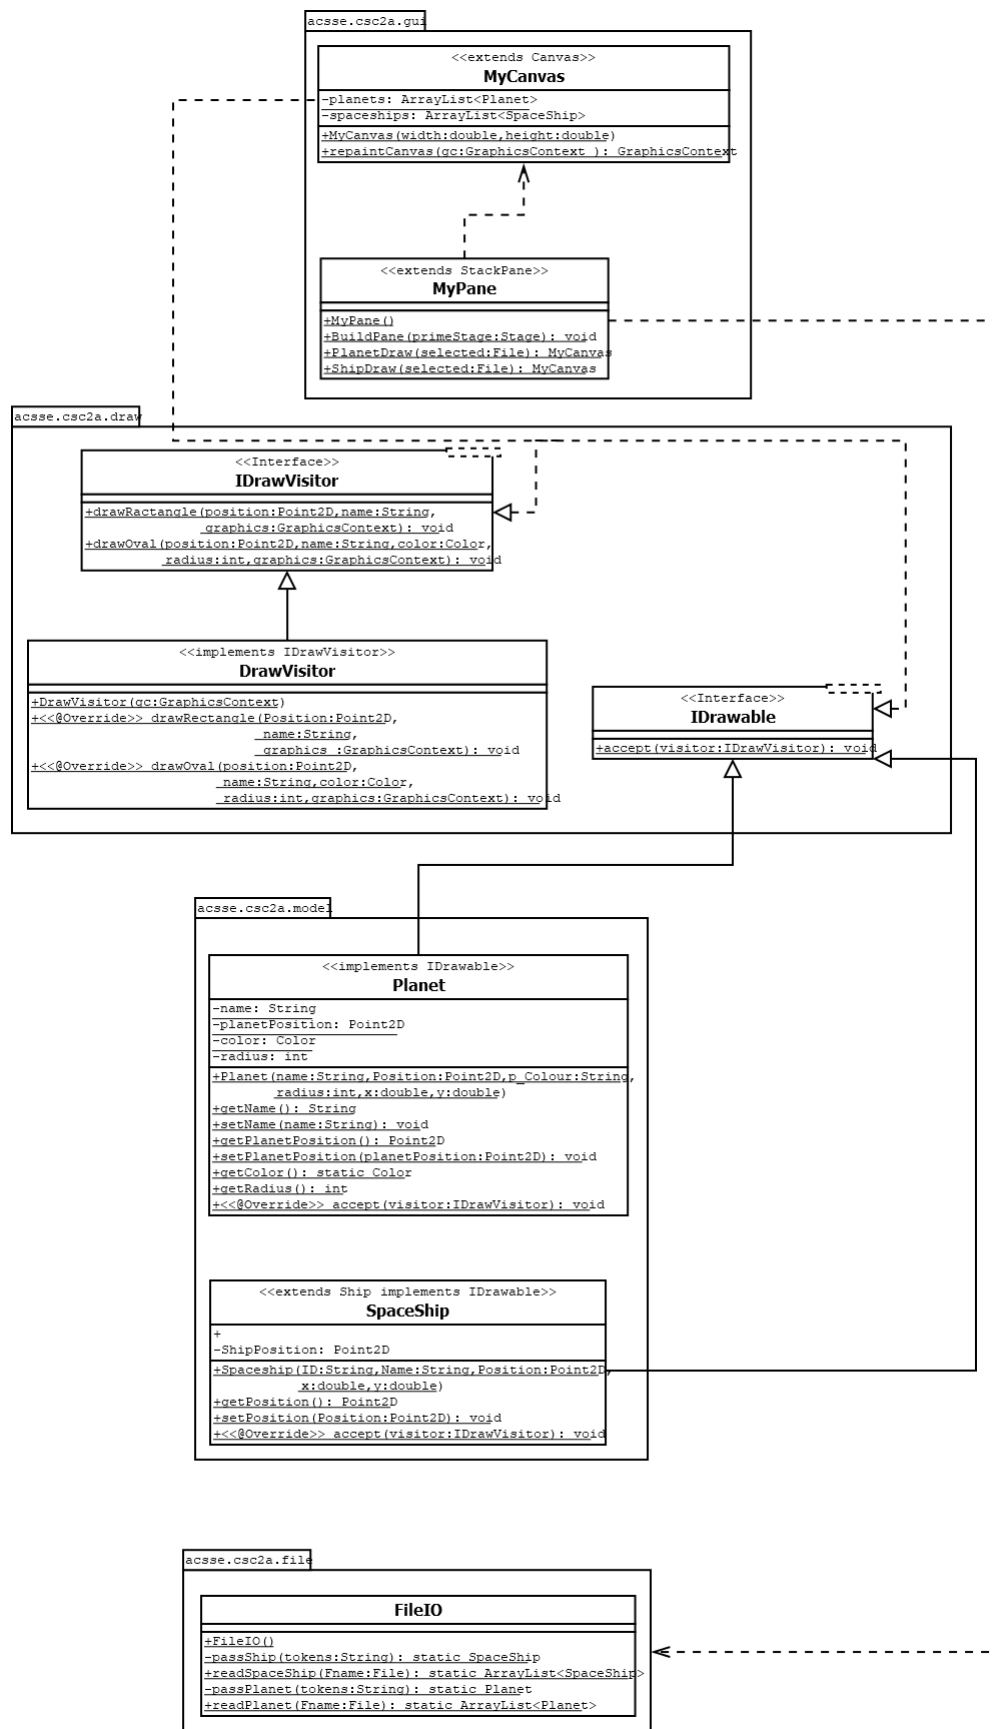 acsse.csc2a.gui
<<extends Canvas>>
MyCanvas
-planets: ArrayList<Planet>
-spaceships: ArrayList<SpaceShip>
+MyCanvas(width:double,height:double)
+repaintCanvas(gc:GraphicsContext ): GraphicsContext
<<extends StackPane>>
MyPane
+MyPane()
+BuildPane(primeStage:Stage): void
+PlanetDraw(selected:File): MyCanvas
+ShipDraw(selected:File): MyCanvas
acsse.csc2a.draw
<<Interface>>
IDrawVisitor
+drawRactangle(position:Point2D,name:String,
graphics:GraphicsContext): void
+drawOval(position:Point2D,name:String,color:Color,
radius:int,graphics:GraphicsContext): void
<<implements IDrawVisitor>>
DrawVisitor
+DrawVisitor(gc:GraphicsContext)
+<<@Override>> drawRectangle(Position:Point2D,
name:String,
graphics :GraphicsContext): void
+<<@Override>> drawOval(position:Point2D,
name:String,color:Color,
radius:int,graphics:GraphicsContext): void
<<Interface>>
IDrawable
+accept(visitor:IDrawVisitor): void
acsse.csc2a.model
<<implements IDrawable>>
Planet
-name: String
-planetPosition: Point2D
-color: Color
-radius: int
+Planet(name:String,Position:Point2D,p_Colour:String,
radius:int,x:double,y:double)
+getName(): String
+setName(name:String): void
+getPlanetPosition(): Point2D
+setPlanetPosition(planetPosition:Point2D): void
+getColor(): static Color
+getRadius(): int
+<<@Override>> accept(visitor:IDrawVisitor): void
<<extends Ship implements IDrawable>>
SpaceShip
+
-ShipPosition: Point2D
+Spaceship(ID:String,Name:String,Position:Point2D,
x:double,y:double)
+getPosition(): Point2D
+setPosition(Position:Point2D): void
+<<@Override>> accept(visitor:IDrawVisitor): void
acsse.csc2a.file
FileIO
+FileIO()
-passShip(tokens:String): static SpaceShip
+readSpaceShip(Fname:File): static ArrayList<SpaceShip>
-passPlanet(tokens:String): static Planet
+readPlanet(Fname:File): static ArrayList<Planet>